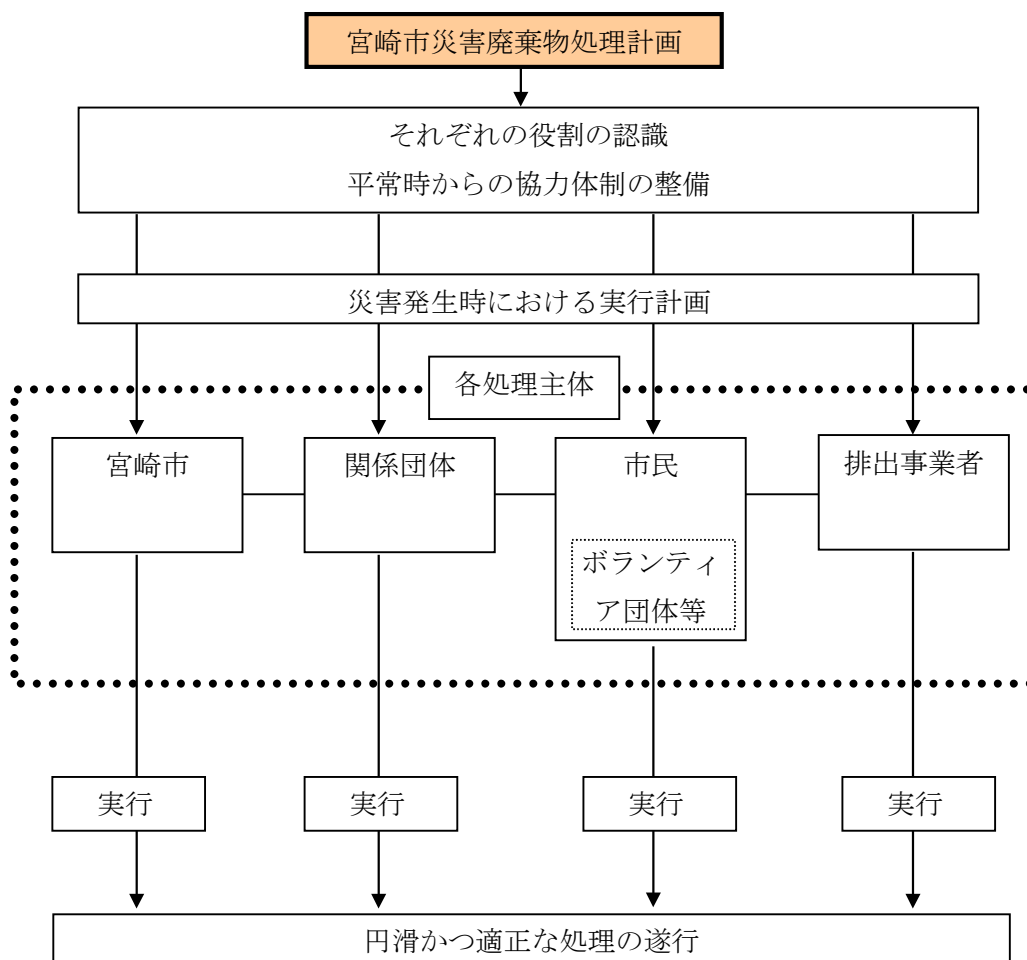 宮崎市災害廃棄物処理計画
それぞれの役割の認識
平常時からの協力体制の整備
災害発生時における実行計画
各処理主体
宮崎市
関係団体
市民
排出事業者
ボランティ
ア団体等
実行
実行
実行
実行
円滑かつ適正な処理の遂行